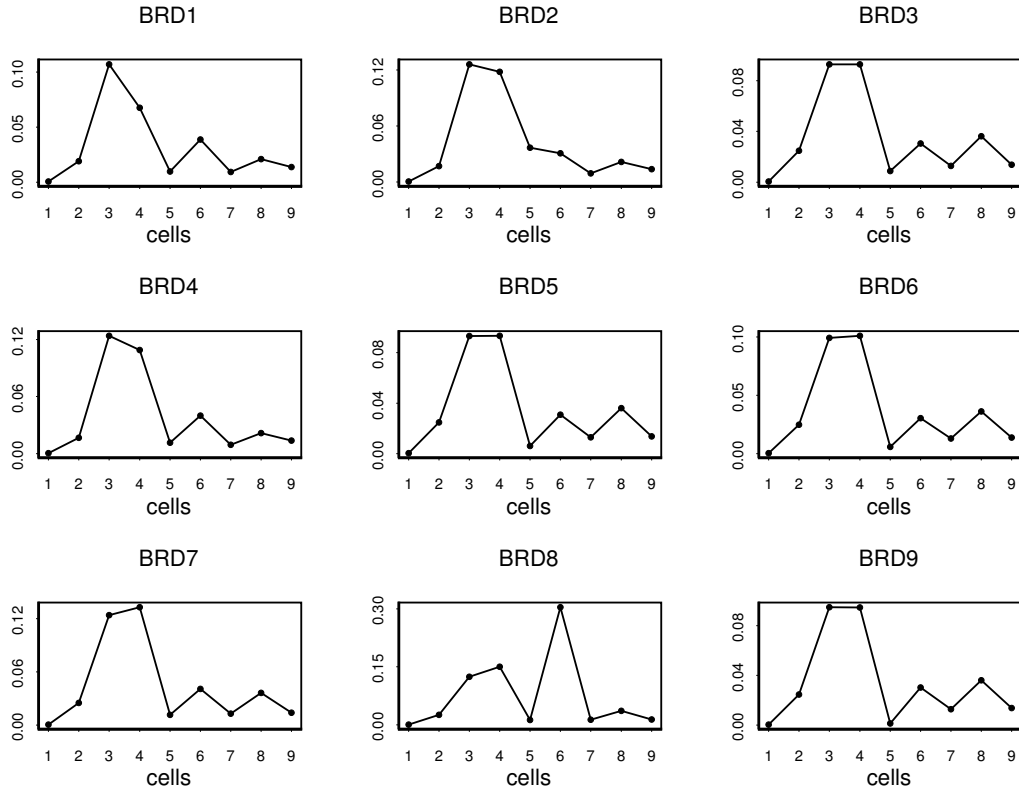 BRD1 BRD2 BRD3
0.00 0.05 0.10
1 2 3 4 5 6 7 8 9
cells
0.00 0.06 0.12
1 2 3 4 5 6 7 8 9
cells
0.00 0.04 0.08
1 2 3 4 5 6 7 8 9
cells
BRD4 BRD5 BRD6
0.00 0.06 0.12
1 2 3 4 5 6 7 8 9
cells
0.00 0.04 0.08
1 2 3 4 5 6 7 8 9
cells
0.00 0.05 0.10
1 2 3 4 5 6 7 8 9
cells
BRD7 BRD8 BRD9
0.00 0.06 0.12
1 2 3 4 5 6 7 8 9
cells
0.00 0.15 0.30
1 2 3 4 5 6 7 8 9
cells
0.00 0.04 0.08
1 2 3 4 5 6 7 8 9
cells